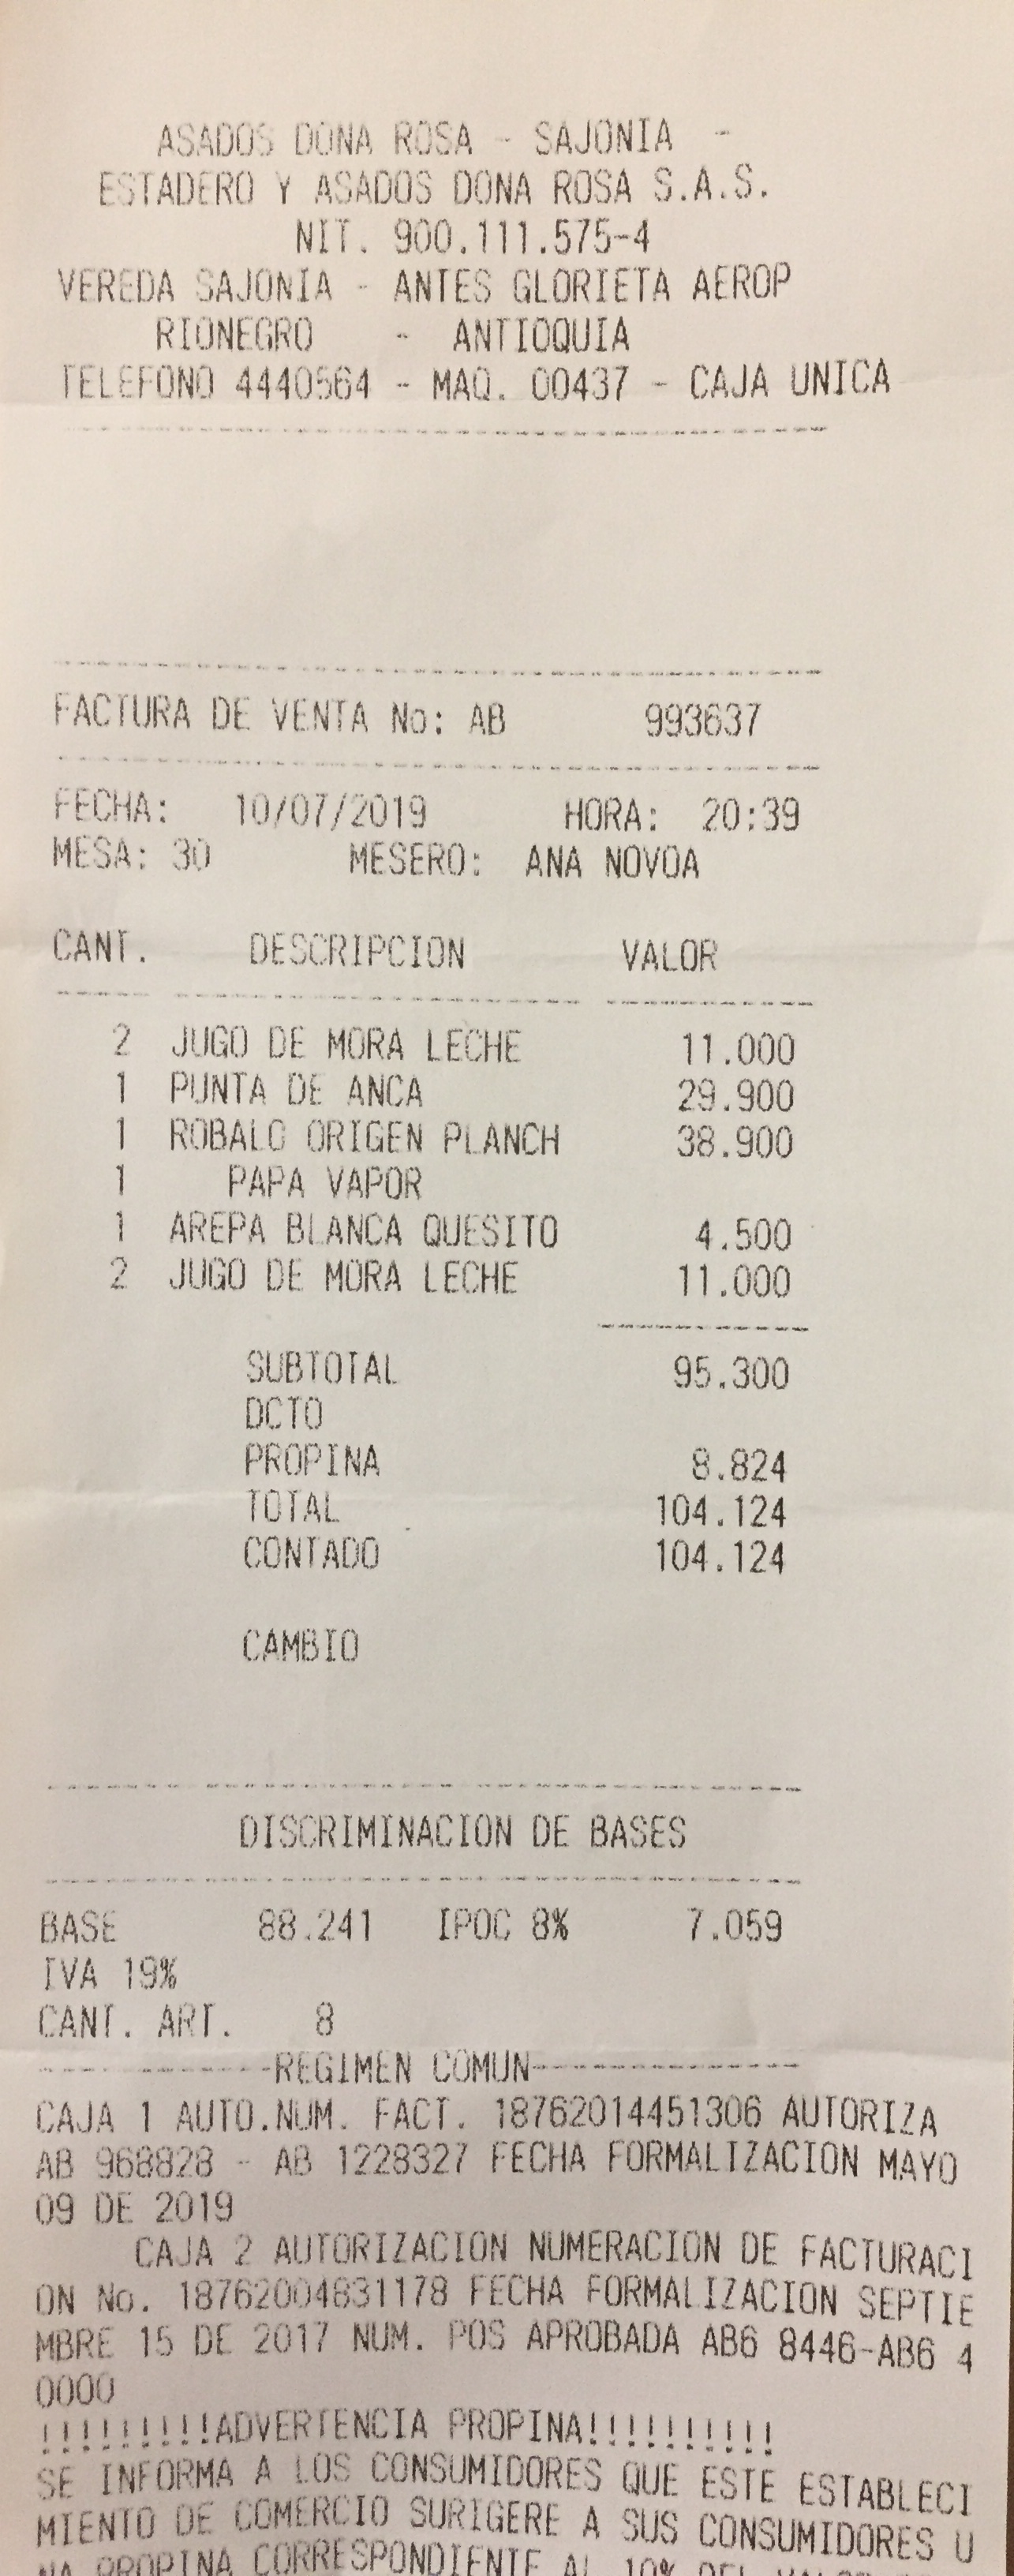 ASADOS DONA ROSA - SAJONIA -
ESTADERO Y ASADOS DONA ROSA S.A.S.
NIT. 900.111.575-4
VEREDA SAJONIA - ANTES GLORIETA AEROP
RIONEGRO - ANTIOQUIA
TELEFONO 4440564 - MAQ. 00437 - CAJA UNICA
FACTURA DE VENTA No: AB 993637
FECHA: 10/07/2019 HORA: 20:39
MESA: 30 MESERO: ANA NOVOA
CANT. DESCRIPCION VALOR
2 JUGO DE MORA LECHE 11.000
1 PUNTA DE ANCA 29.900
1 ROBALO ORIGEN PLANCH 38.900
1 PAPA VAPOR
1 AREPA BLANCA QUESITO 4.500
2 JUGO DE MORA LECHE 11.000
SUBTOTAL 95.300
DCTO
PROPINA 8.824
TOTAL 104.124
CONTADO 104.124
CAMBIO
DISCRIMINACION DE BASES
BASE 88.241 IPOC 8% 7.059
IVA 19%
CANT. ART. 8
------------REGIMEN COMUN--------------
CAJA 1 AUTO.NUM. FACT. 18762014451306 AUTORIZA
AB 968828 - AB 1228327 FECHA FORMALIZACION MAYO
09 DE 2019
CAJA 2 AUTORIZACION NUMERACION DE FACTURACI
ON No. 18762004831178 FECHA FORMALIZACION SEPTIE
MBRE 15 DE 2017 NUM. POS APROBADA AB6 8446-AB6 4
0000
!!!!!!!!!ADVERTENCIA PROPINA!!!!!!!!!!
SE INFORMA A LOS CONSUMIDORES QUE ESTE ESTABLECI
MIENTO DE COMERCIO SURIGERE A SUS CONSUMIDORES U
NA PROPINA CORRESPONDIENTE AL 10% DEL